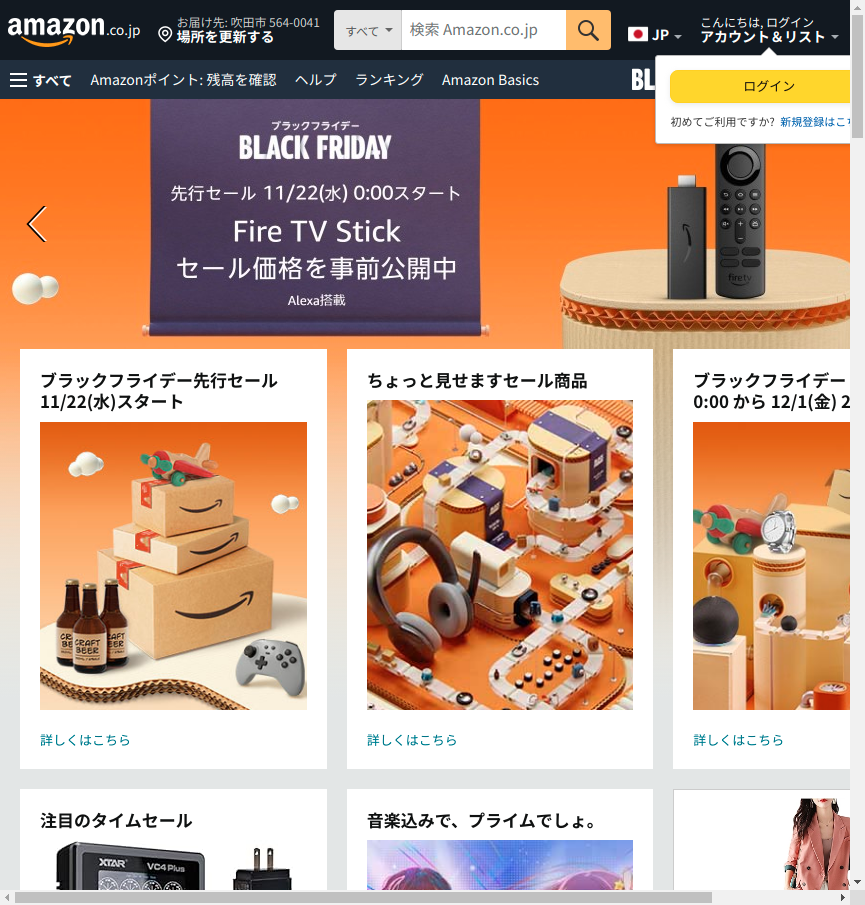 amazon.co.jp
お届け先: 吹田市 564-0041
場所を更新する
すべて
検索 Amazon.co.jp
JP
こんにちは, ログイン
アカウント＆リスト
すべて
Amazonポイント: 残高を確認
ヘルプ
ランキング
Amazon Basics
BL
ログイン
初めてご利用ですか? 新規登録はこち
ブラックフライデー
BLACK FRIDAY
先行セール 11/22(水) 0:00スタート
Fire TV Stick
セール価格を事前公開中
Alexa搭載
firetv
ブラックフライデー先行セール
11/22(水)スタート
CRAFT
BEER
詳しくはこちら
ちょっと見せますセール商品
詳しくはこちら
ブラックフライデー
0:00 から 12/1(金) 2
詳しくはこちら
注目のタイムセール
XTAR
VC4 Plus
音楽込みで、プライムでしょ。